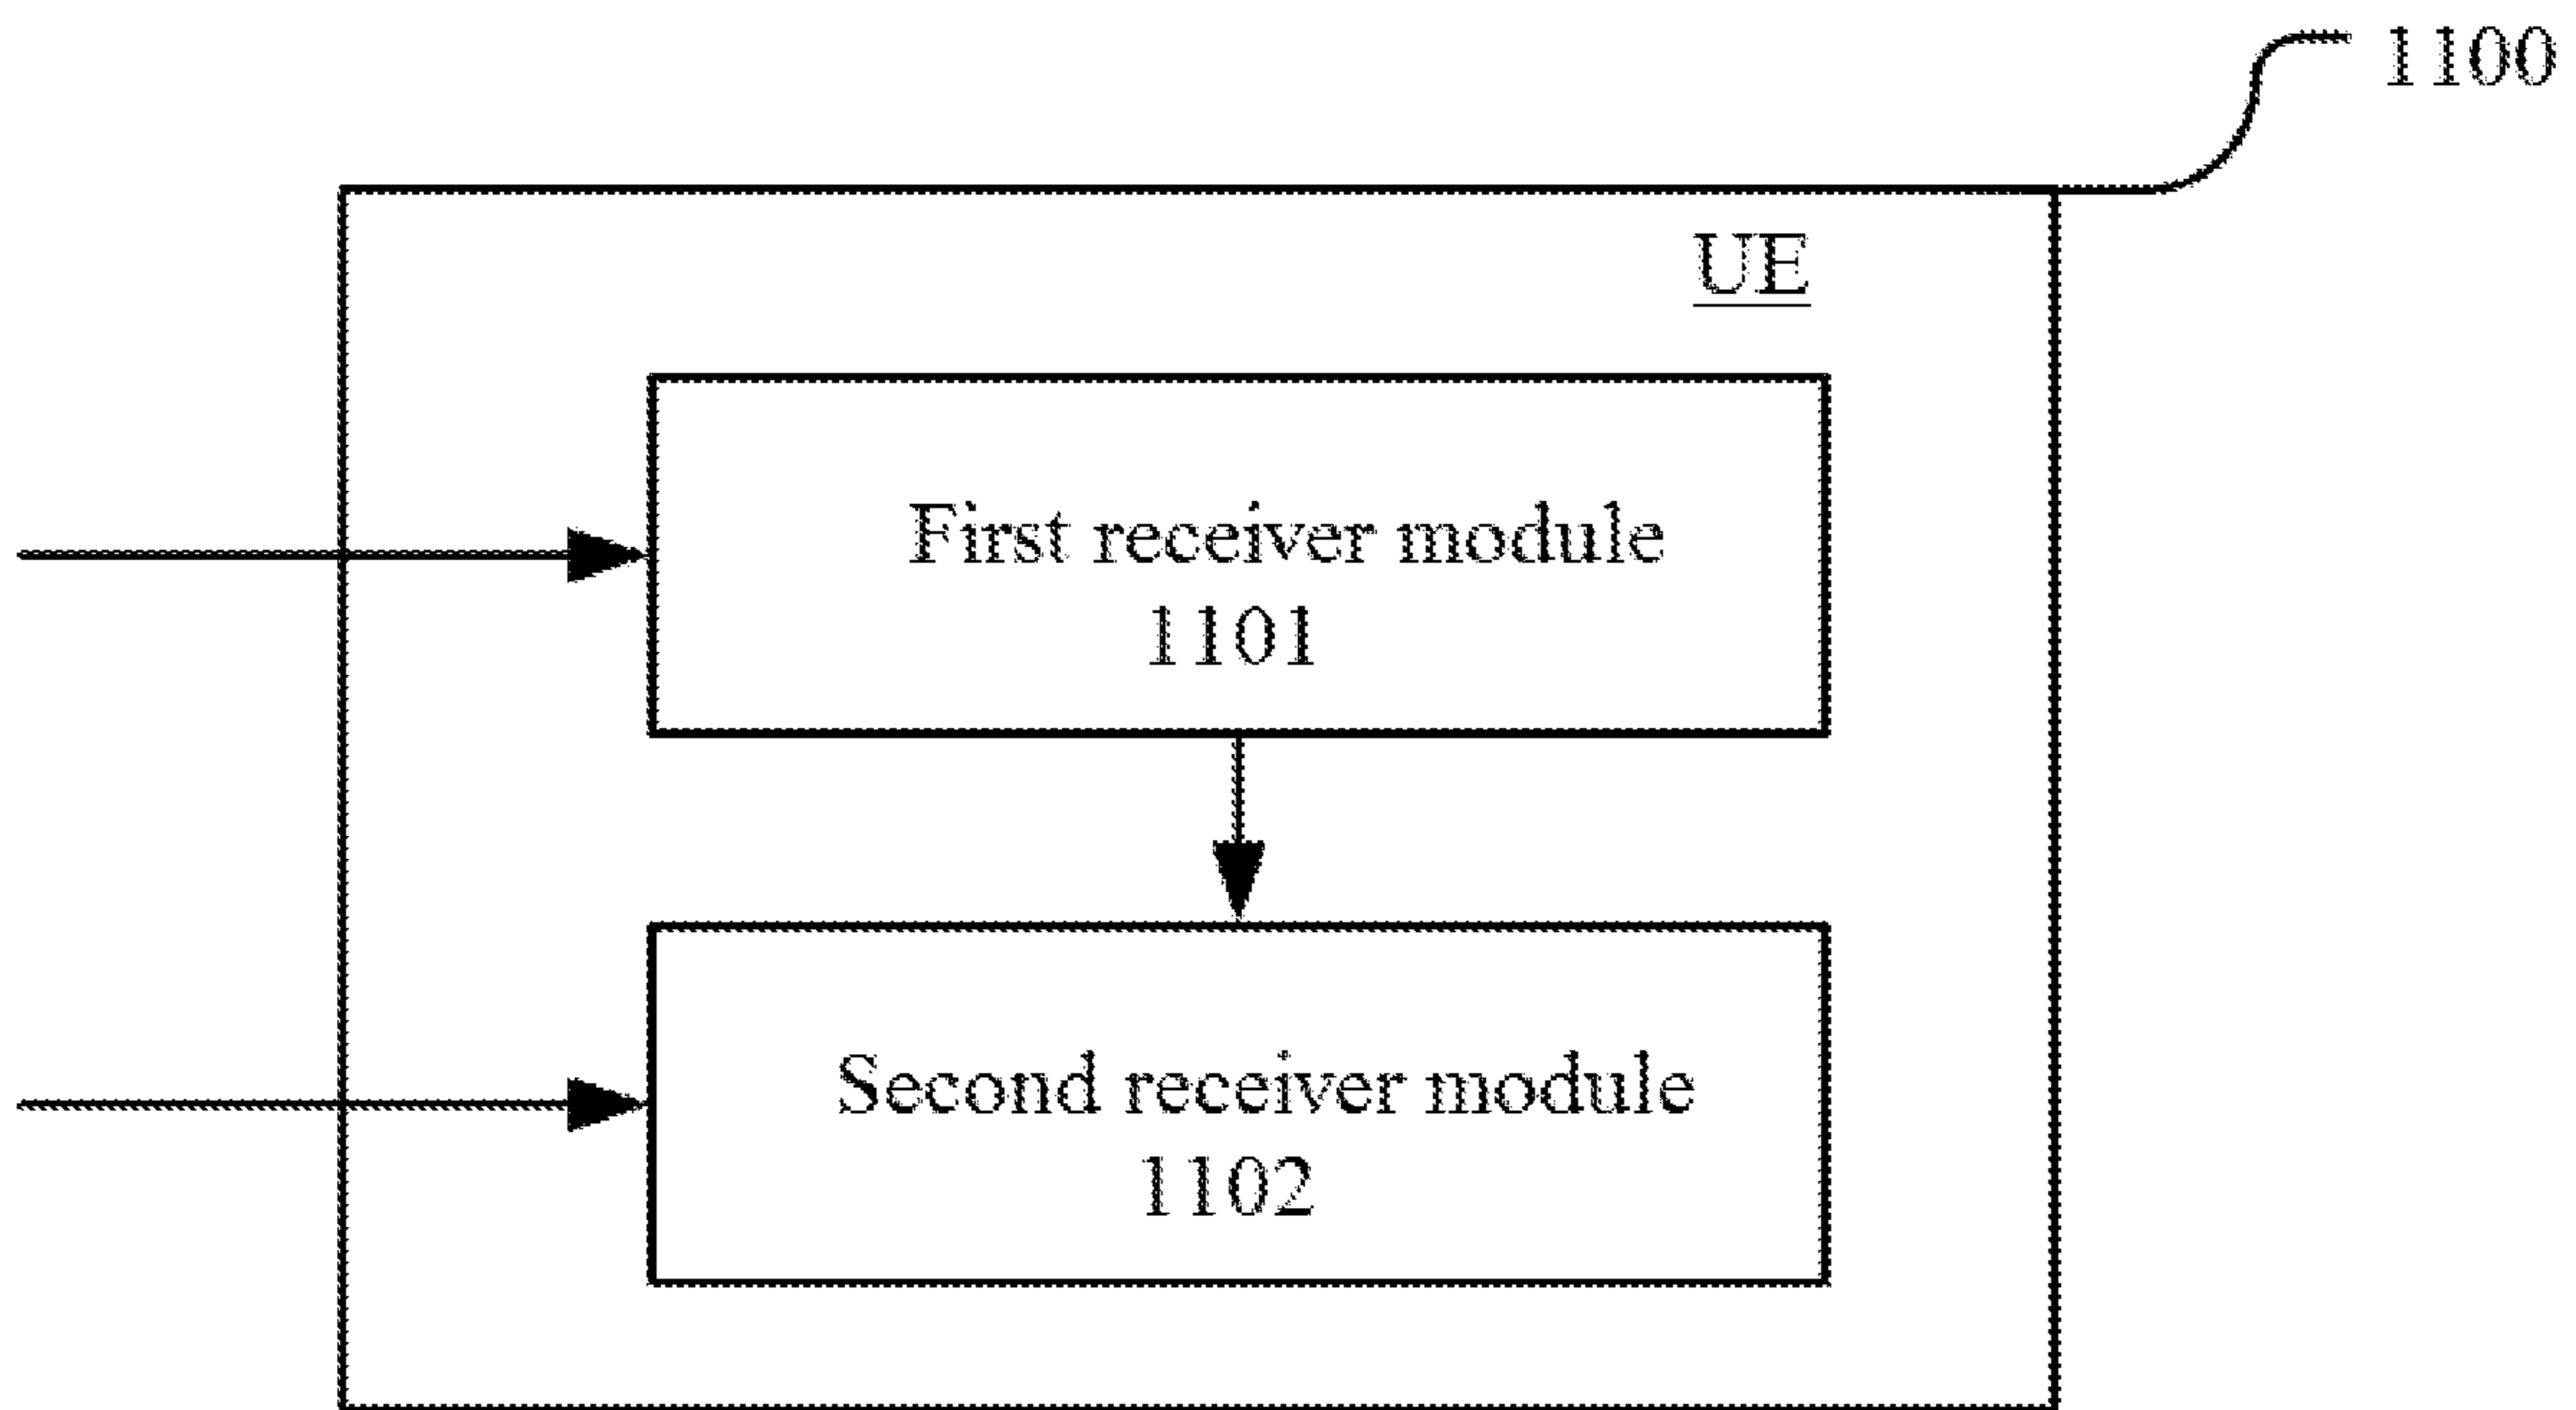 1100
UE
First receiver module
1101
Second receiver module
1102